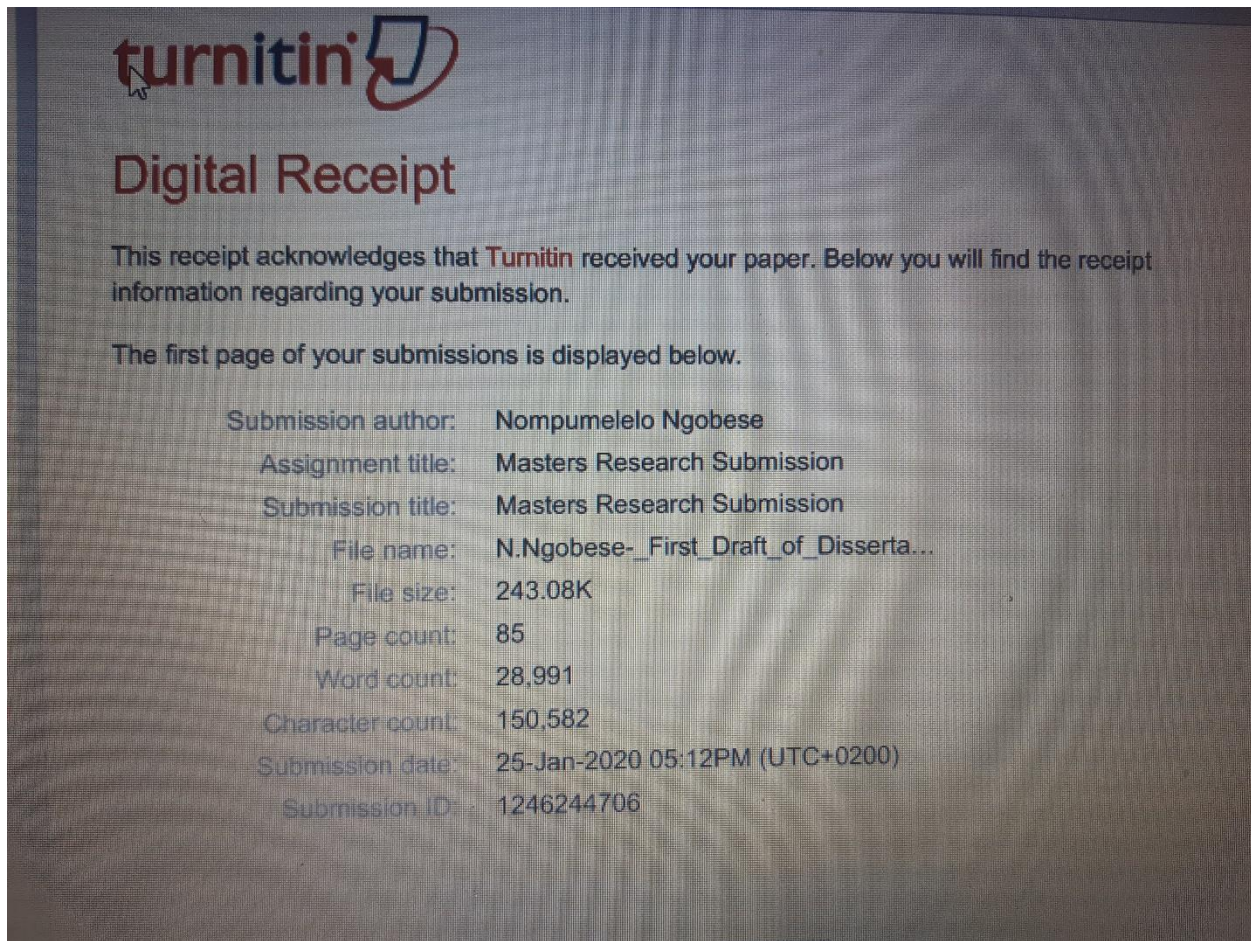 turnitin
Digital Receipt
This receipt acknowledges that Turnitin received your paper. Below you will find the receipt
information regarding your submission.
The first page of your submissions is displayed below.
Submission author: Nompumelelo Ngobese
Assignment title: Masters Research Submission
Submission title: Masters Research Submission
File name: N.Ngobese-_First_Draft_of_Disserta...
File size: 243.08K
Page count: 85
Word count: 28,991
Character count: 150,582
Submission date: 25-Jan-2020 05:12PM (UTC+0200)
Submission ID: 1246244706